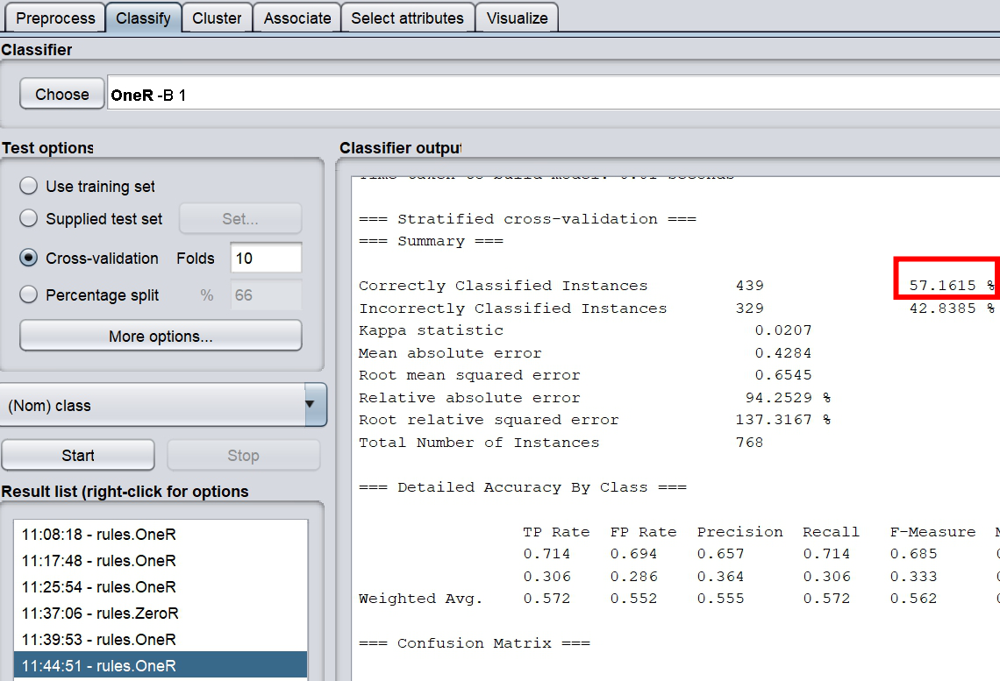 Preprocess Classify Cluster Associate Select attributes Visualize
Classifier
Choose OneR -B 1
Test options
Use training set
Supplied test set Set...
Cross-validation Folds 10
Percentage split % 66
More options...
(Nom) class
Start Stop
Result list (right-click for options
11:08:18 - rules.OneR
11:17:48 - rules.OneR
11:25:54 - rules.OneR
11:37:06 - rules.ZeroR
11:39:53 - rules.OneR
11:44:51 - rules.OneR
Classifier output
=== Stratified cross-validation ===
=== Summary ===
Correctly Classified Instances 439 57.1615 %
Incorrectly Classified Instances 329 42.8385 %
Kappa statistic 0.0207
Mean absolute error 0.4284
Root mean squared error 0.6545
Relative absolute error 94.2529 %
Root relative squared error 137.3167 %
Total Number of Instances 768
=== Detailed Accuracy By Class ===
TP Rate FP Rate Precision Recall F-Measure
0.714 0.694 0.657 0.714 0.685
0.306 0.286 0.364 0.306 0.333
Weighted Avg. 0.572 0.552 0.555 0.572 0.562
=== Confusion Matrix ===